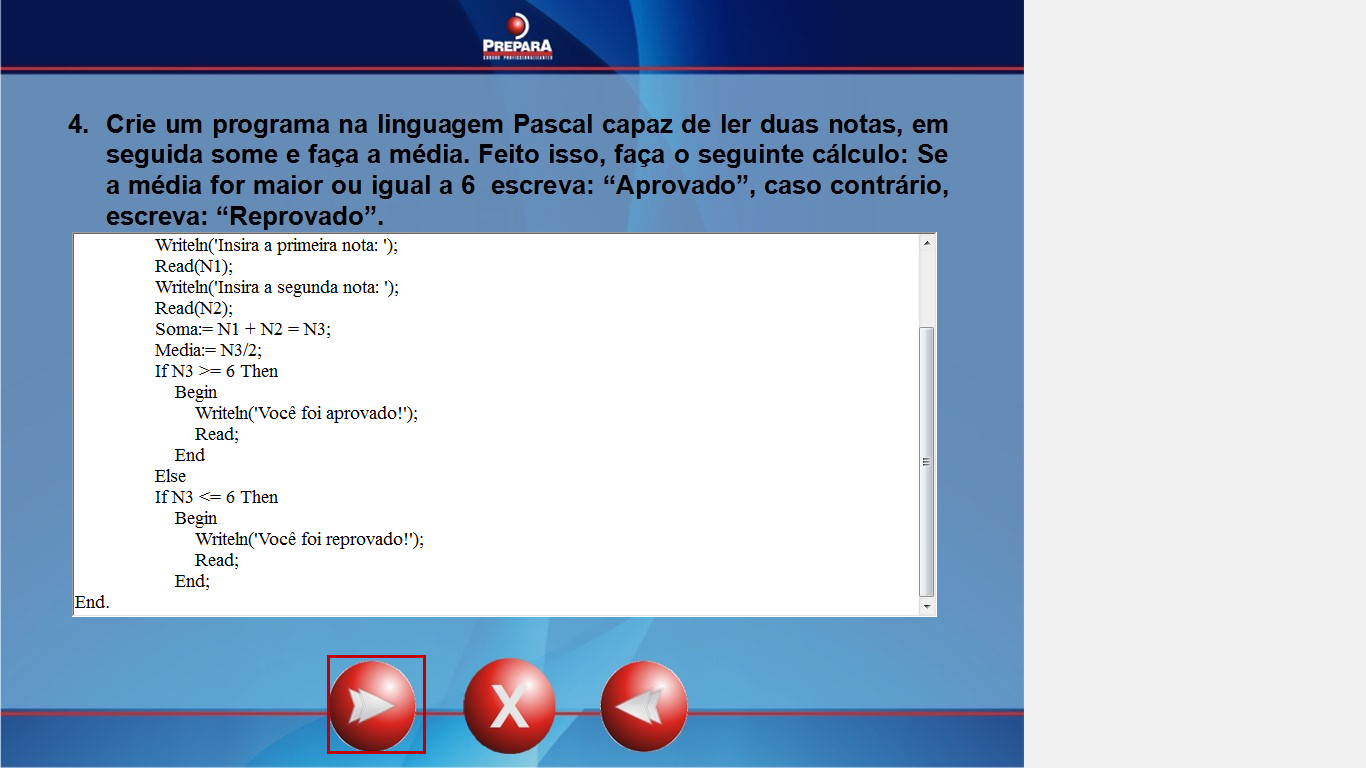 PREPARA
CURSOS PROFISSIONALIZANTES
4. Crie um programa na linguagem Pascal capaz de ler duas notas, em
seguida some e faça a média. Feito isso, faça o seguinte cálculo: Se
a média for maior ou igual a 6  escreva: “Aprovado”, caso contrário,
escreva: “Reprovado”.
Writeln('Insira a primeira nota: ');
Read(N1);
Writeln('Insira a segunda nota: ');
Read(N2);
Soma:= N1 + N2 = N3;
Media:= N3/2;
If N3 >= 6 Then
Begin
Writeln('Você foi aprovado!');
Read;
End
Else
If N3 <= 6 Then
Begin
Writeln('Você foi reprovado!');
Read;
End;
End.
X